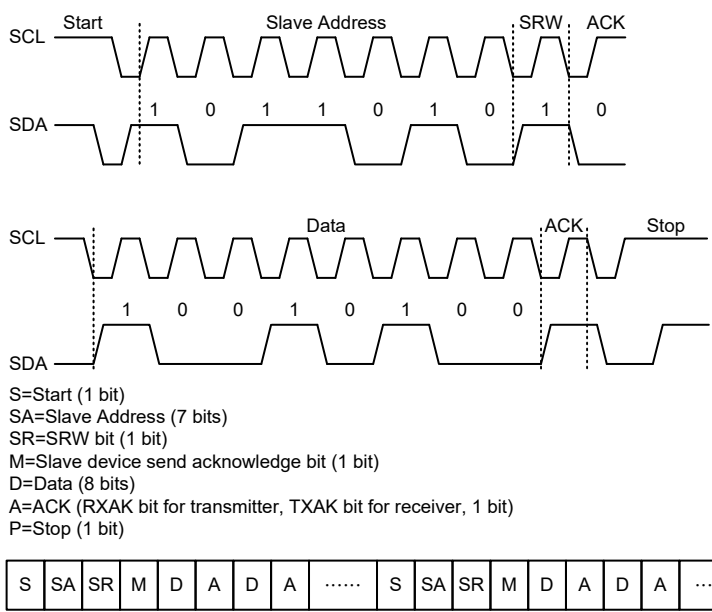 Start Slave Address SRW ACK
SCL
1 0 1 1 0 1 0 1 0
SDA
Data ACK Stop
SCL
1 0 0 1 0 1 0 0
SDA
S=Start (1 bit)
SA=Slave Address (7 bits)
SR=SRW bit (1 bit)
M=Slave device send acknowledge bit (1 bit)
D=Data (8 bits)
A=ACK (RXAK bit for transmitter, TXAK bit for receiver, 1 bit)
P=Stop (1 bit)
S SA SR M D A D A ...... S SA SR M D A D A ...